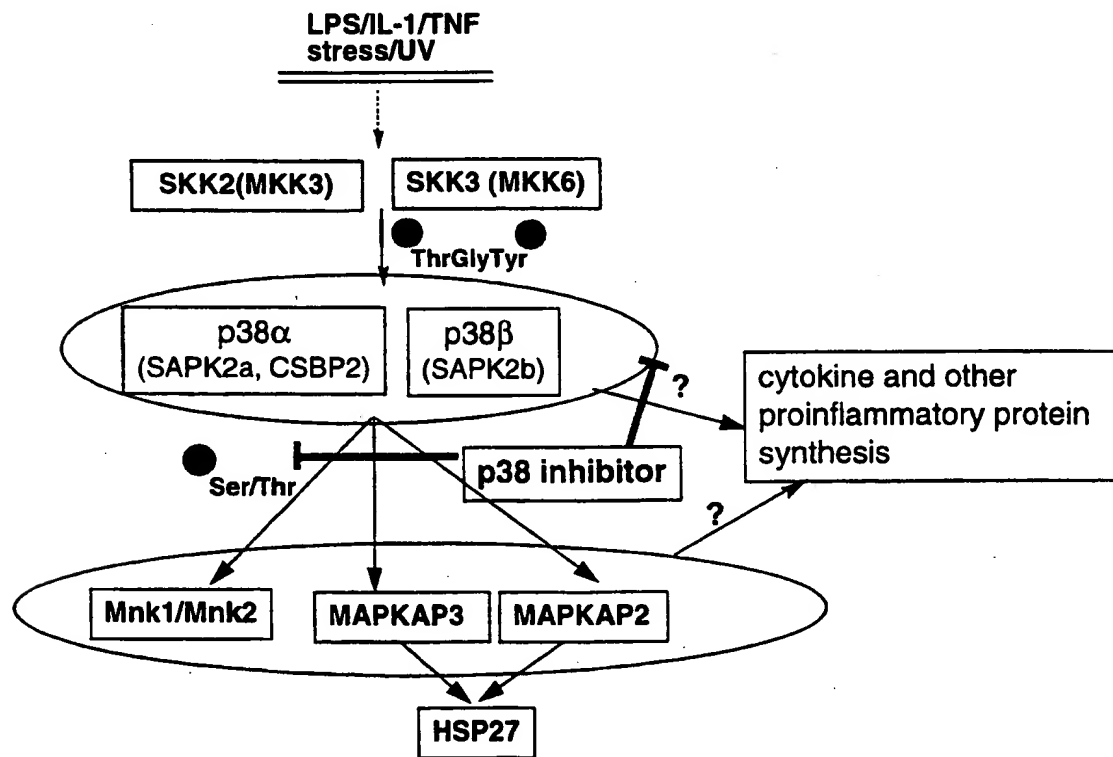 LPS/IL-1/TNF
stress/UV
SKK2(MKK3)
SKK3 (MKK6)
ThrGlyTyr
p38α
(SAPK2a, CSBP2)
p38β
(SAPK2b)
?
cytokine and other
proinflammatory protein
synthesis
Ser/Thr
p38 inhibitor
?
Mnk1/Mnk2
MAPKAP3
MAPKAP2
HSP27